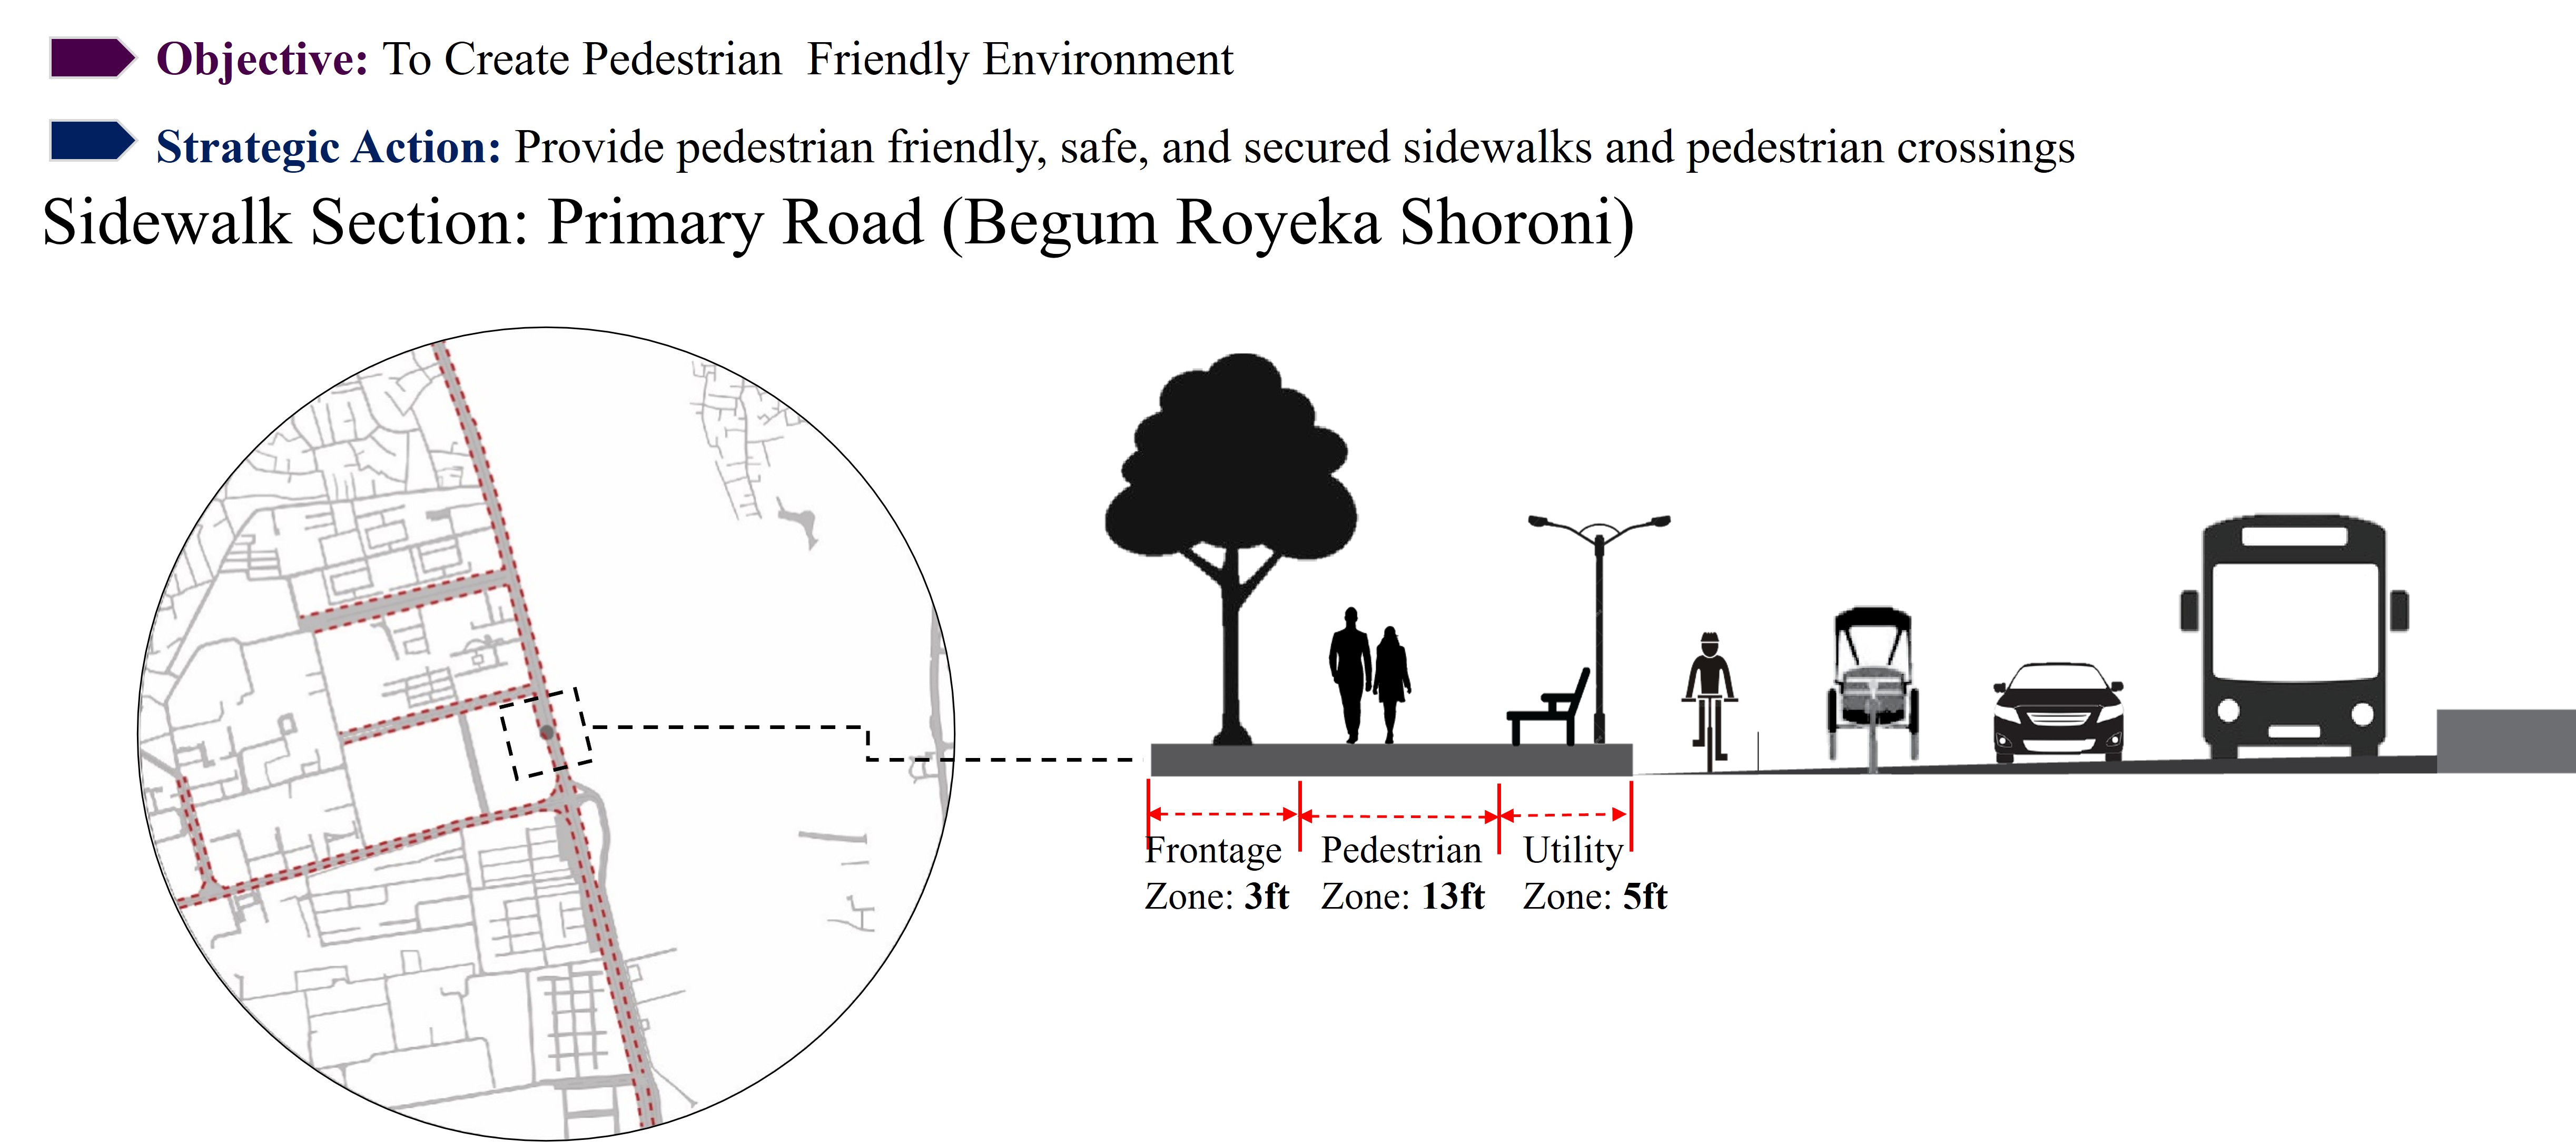 Objective: To Create Pedestrian Friendly Environment
Strategic Action: Provide pedestrian friendly, safe, and secured sidewalks and pedestrian crossings
Sidewalk Section: Primary Road (Begum Royeka Shoroni)
Frontage
Zone: 3ft
Pedestrian
Zone: 13ft
Utility
Zone: 5ft